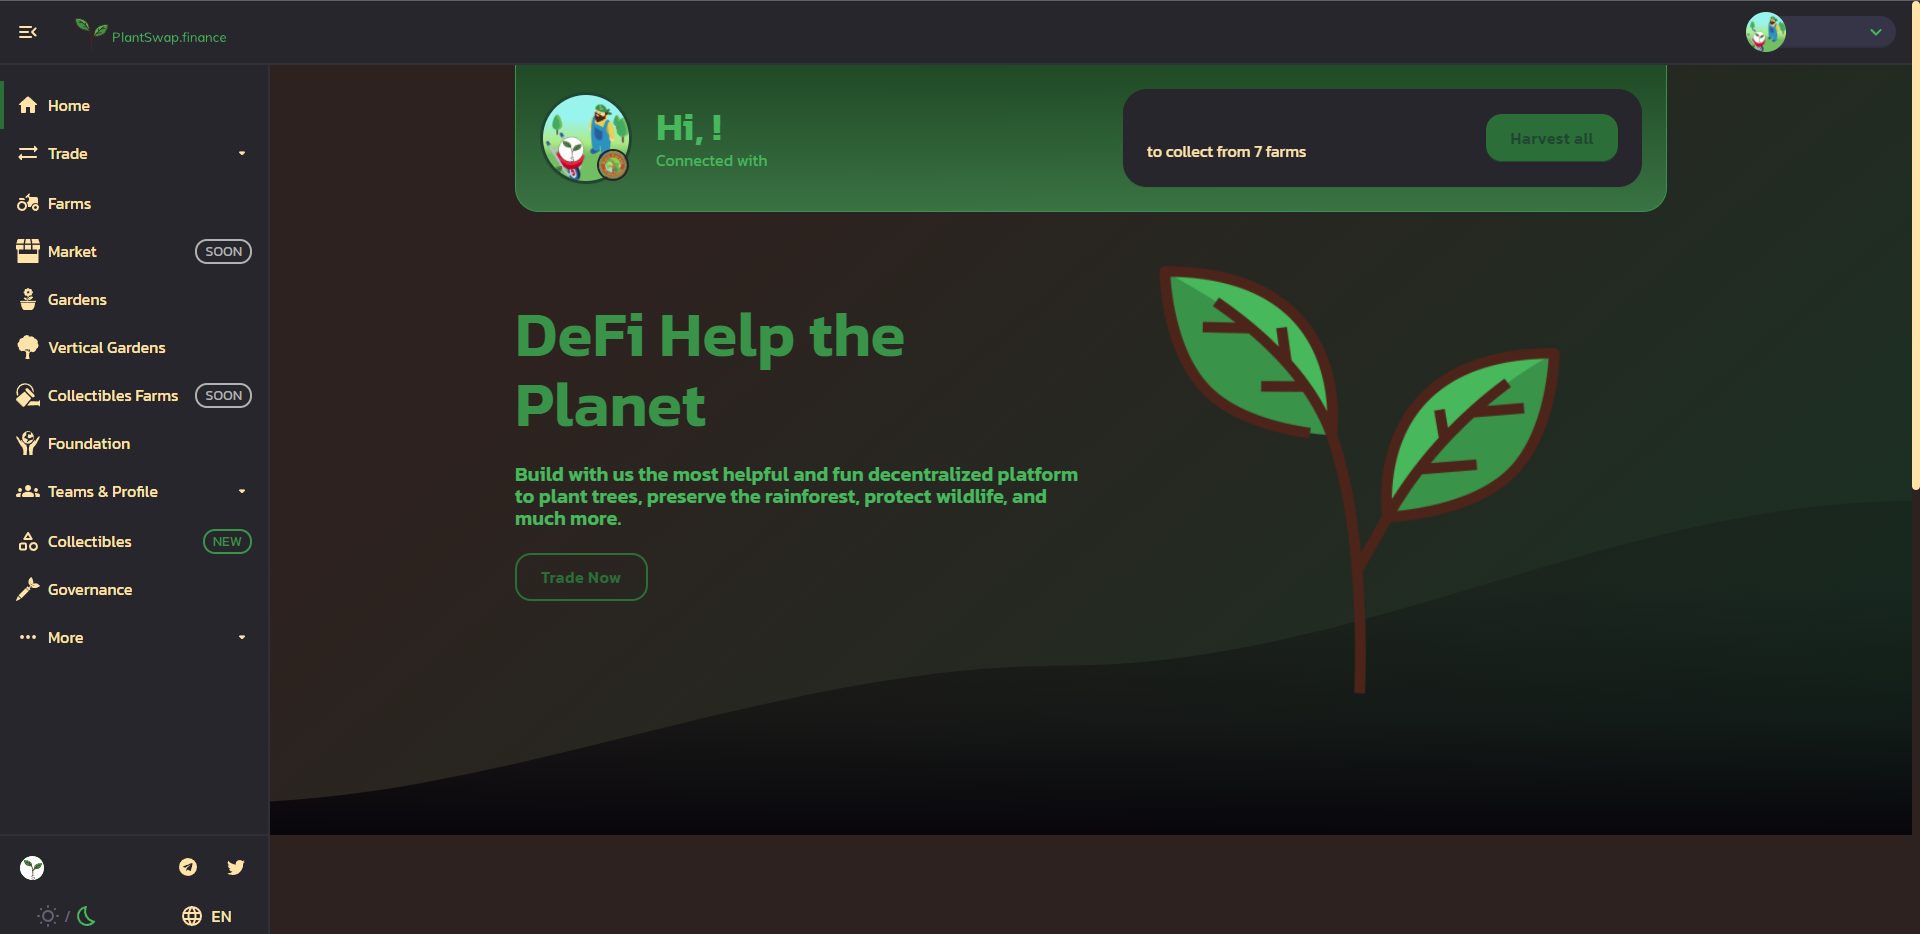 PlantSwap.finance
Home
Trade
Farms
Market SOON
Gardens
Vertical Gardens
Collectibles Farms SOON
Foundation
Teams & Profile
Collectibles NEW
Governance
More
/
EN
Hi, !
Connected with
to collect from 7 farms
Harvest all
DeFi Help the
Planet
Build with us the most helpful and fun decentralized platform
to plant trees, preserve the rainforest, protect wildlife, and
much more.
Trade Now